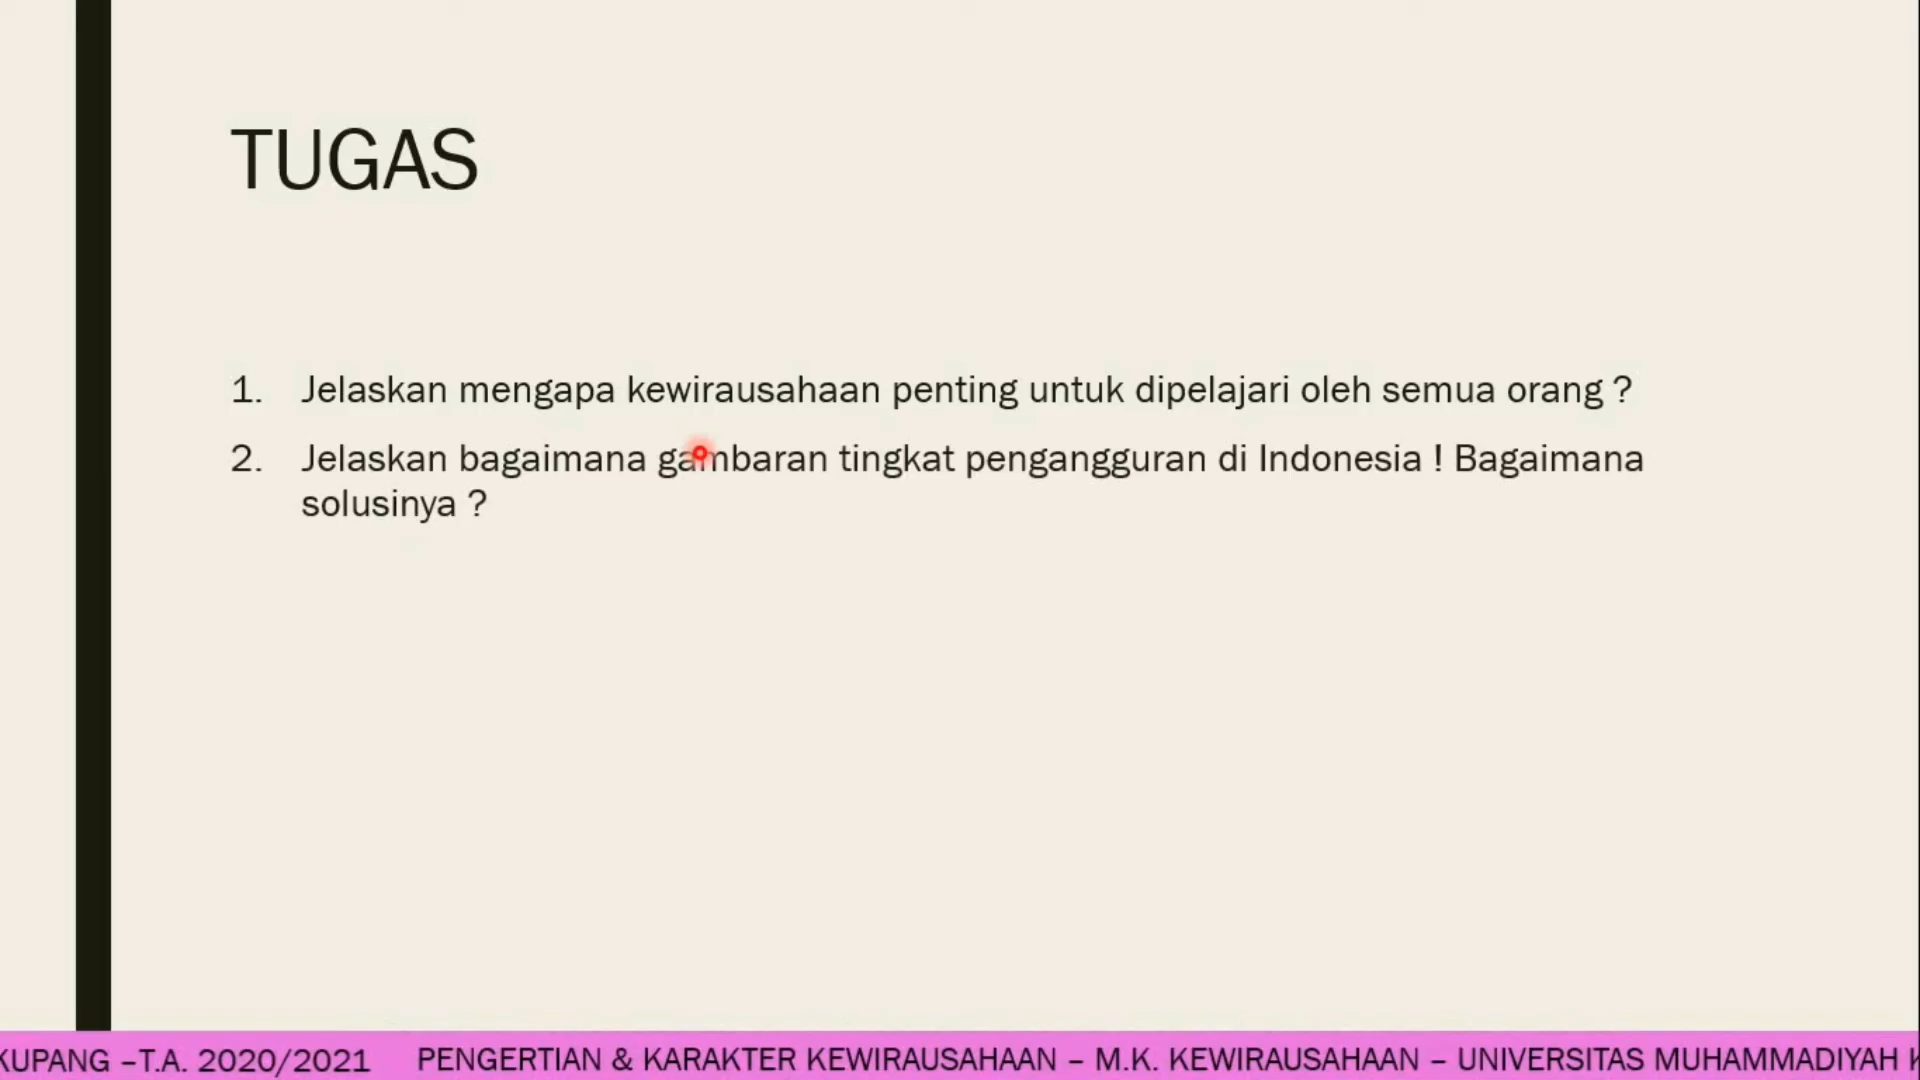 TUGAS
1. Jelaskan mengapa kewirausahaan penting untuk dipelajari oleh semua orang ?
2. Jelaskan bagaimana gambaran tingkat pengangguran di Indonesia ! Bagaimana
solusinya ?
KUPANG –T.A. 2020/2021 PENGERTIAN & KARAKTER KEWIRAUSAHAAN – M.K. KEWIRAUSAHAAN – UNIVERSITAS MUHAMMADIYAH